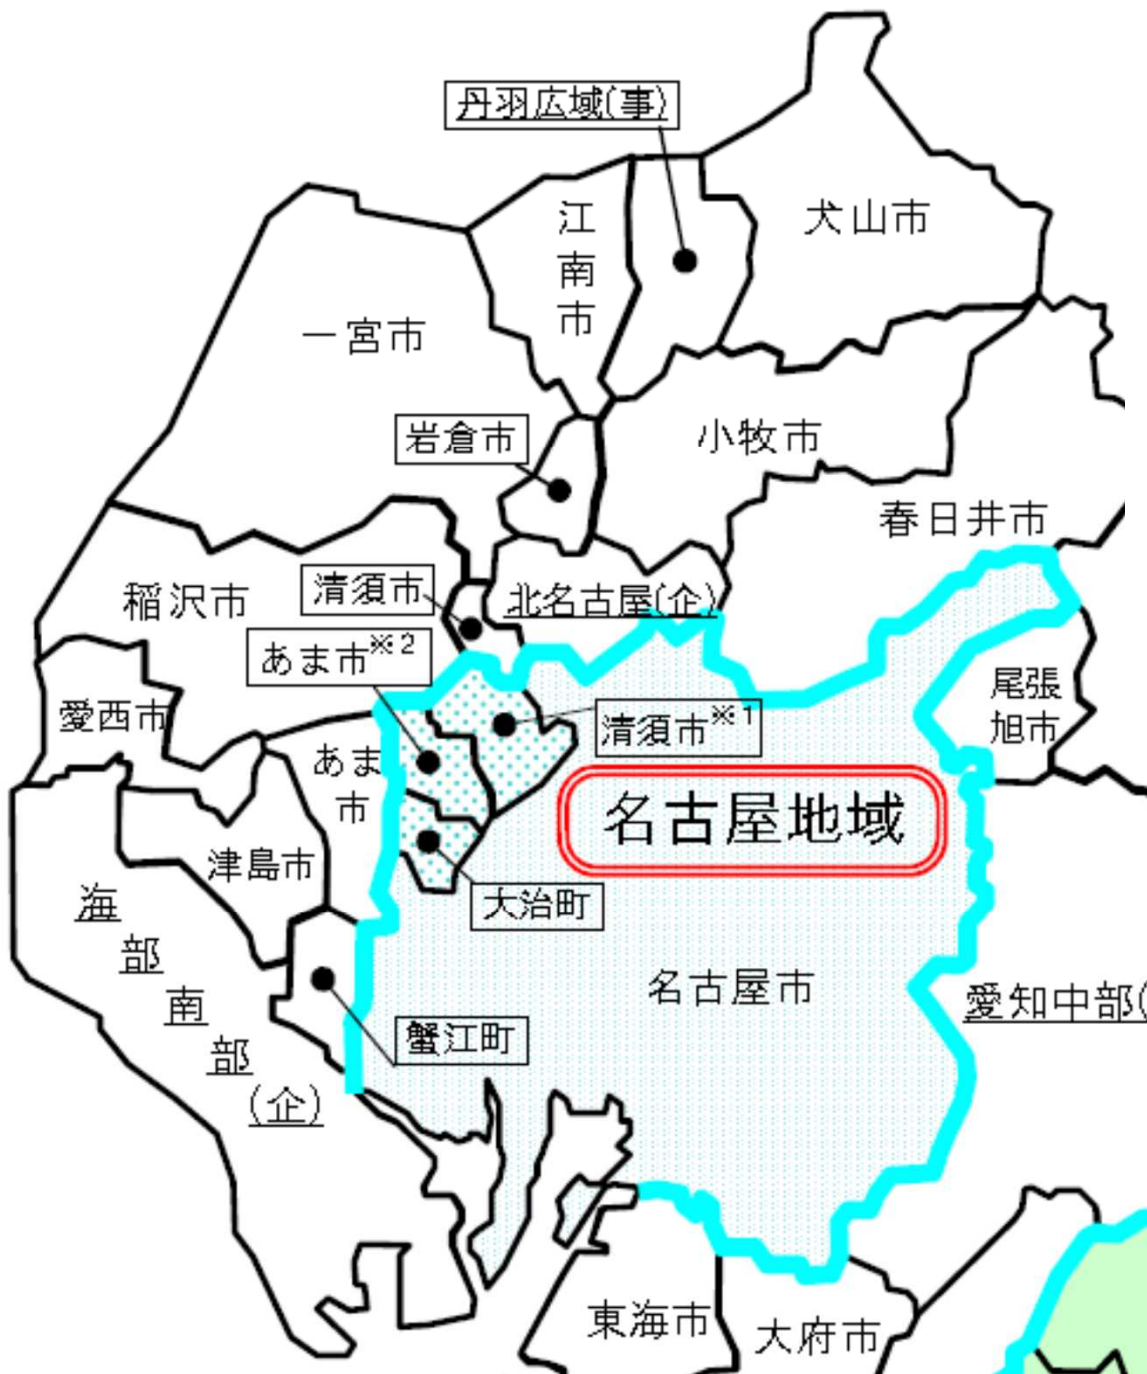 丹羽広域(事)
犬山市
江南市
一宮市
岩倉市
小牧市
春日井市
清須市
北名古屋(企)
稲沢市
あま市※2
愛西市
清須市※1
尾張
旭市
あま
市
名古屋地域
津島市
大治町
海部南部(企)
名古屋市
愛知中部(
蟹江町
東海市
大府市